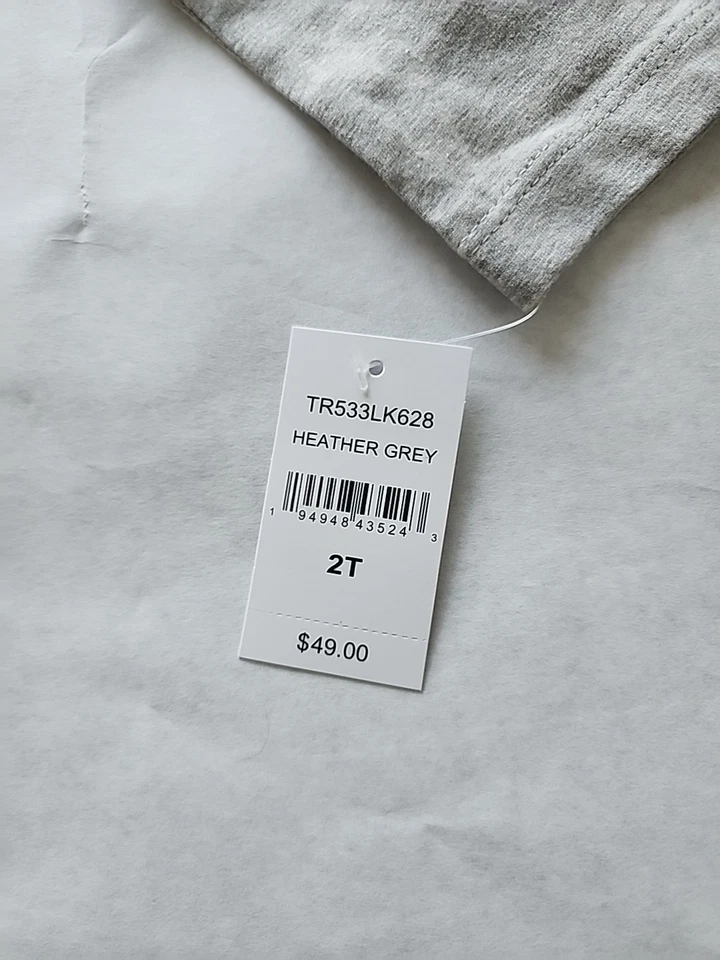 TR533LK628
HEATHER GREY
1 94948 43524 3
2T
$49.00